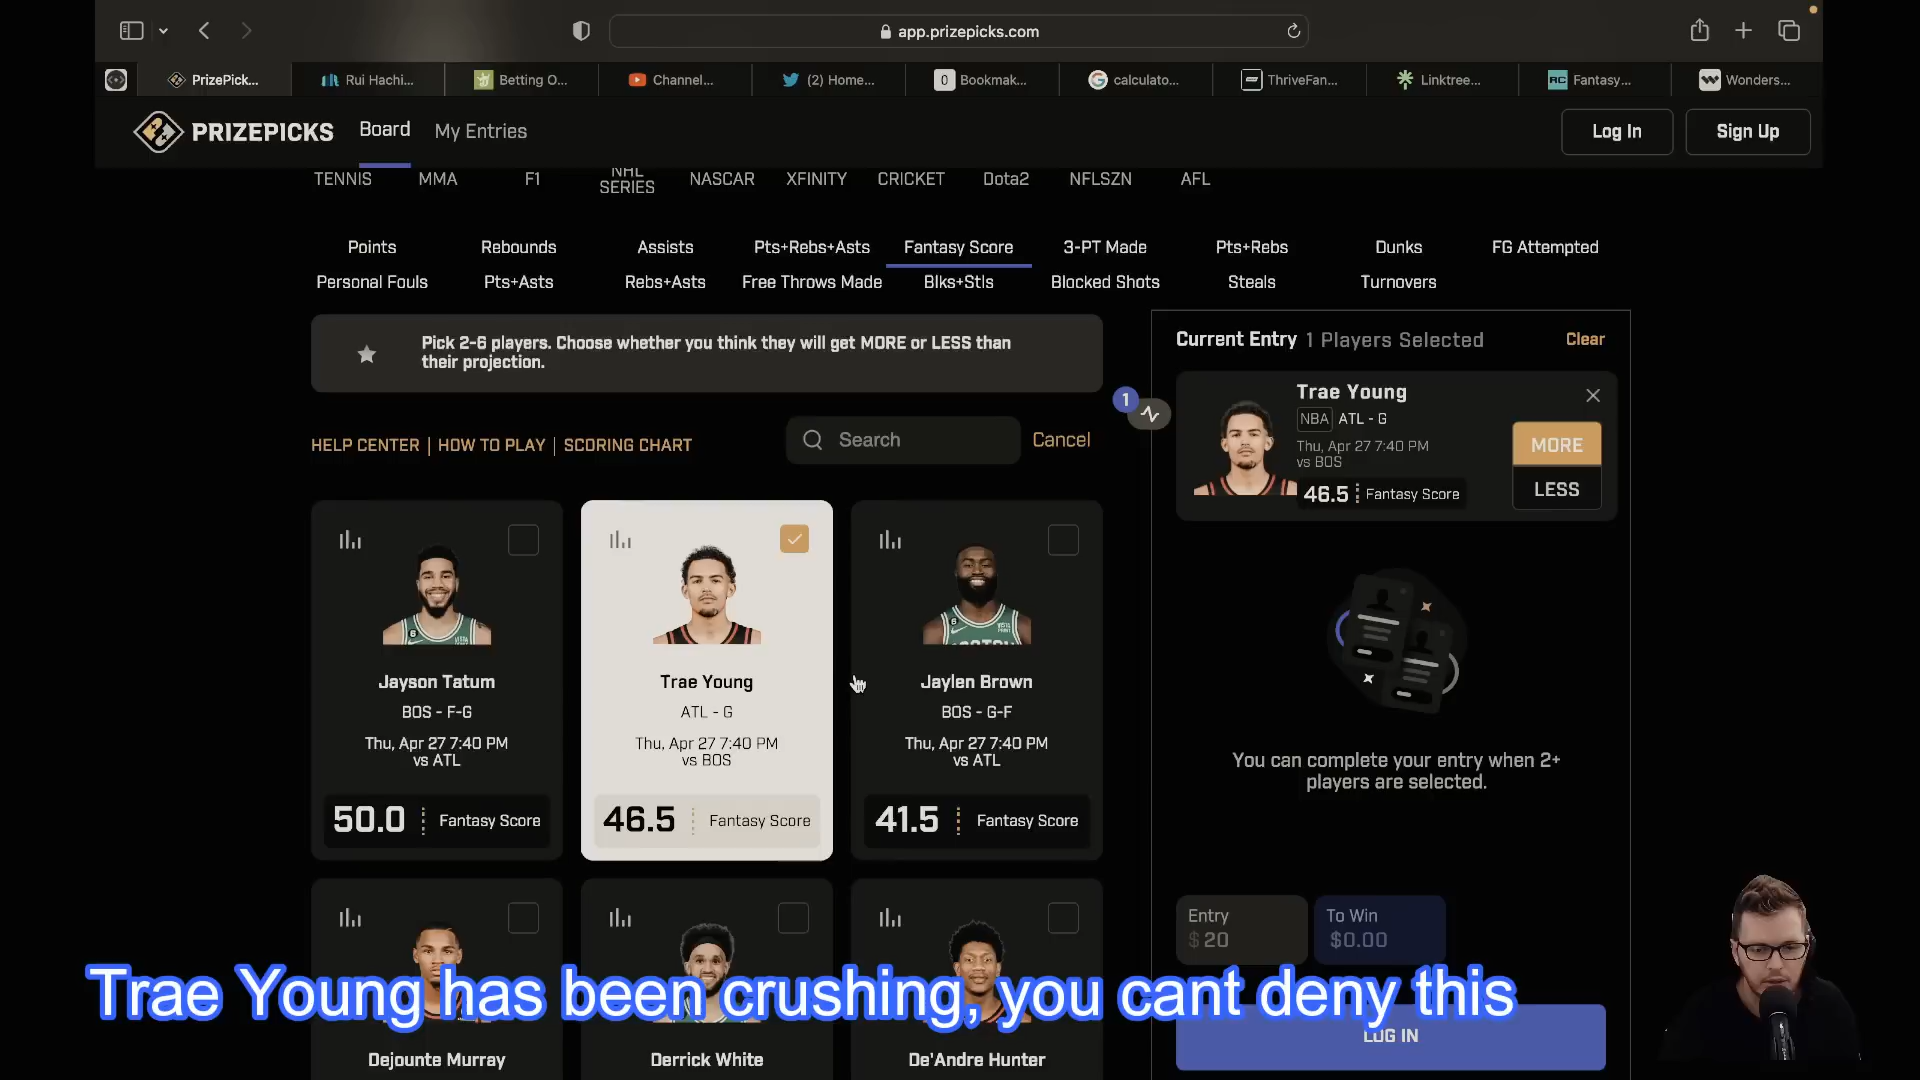 app.prizepicks.com
PrizePick...
Rui Hachi...
Betting O...
Channel...
(2) Home...
0 Bookmak...
calculato...
ThriveFan...
Linktree...
RC Fantasy...
Wonders...
PRIZEPICKS
Board
My Entries
Log In
Sign Up
TENNIS
MMA
F1
NHL
SERIES
NASCAR
XFINITY
CRICKET
Dota2
NFLSZN
AFL
Points
Rebounds
Assists
Pts+Rebs+Asts
Fantasy Score
3-PT Made
Pts+Rebs
Dunks
FG Attempted
Personal Fouls
Pts+Asts
Rebs+Asts
Free Throws Made
Blks+Stls
Blocked Shots
Steals
Turnovers
Pick 2-6 players. Choose whether you think they will get MORE or LESS than
their projection.
HELP CENTER | HOW TO PLAY | SCORING CHART
Search
Cancel
Jayson Tatum
BOS - F-G
Thu, Apr 27 7:40 PM
vs ATL
50.0 Fantasy Score
Trae Young
ATL - G
Thu, Apr 27 7:40 PM
vs BOS
46.5 Fantasy Score
Jaylen Brown
BOS - G-F
Thu, Apr 27 7:40 PM
vs ATL
41.5 Fantasy Score
Dejounte Murray
Derrick White
De'Andre Hunter
1
Current Entry 1 Players Selected
Clear
Trae Young
NBA ATL - G
Thu, Apr 27 7:40 PM
vs BOS
46.5 Fantasy Score
MORE
LESS
You can complete your entry when 2+
players are selected.
Entry
$ 20
To Win
$0.00
LOG IN
Trae Young has been crushing, you cant deny this